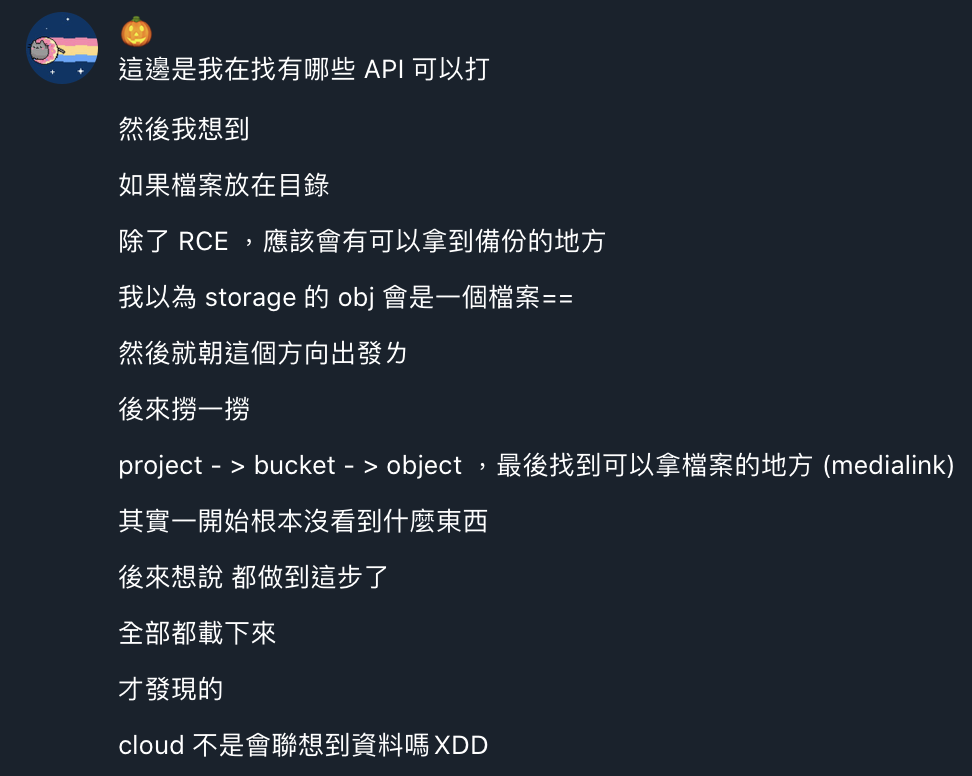 🎃
這邊是我在找有哪些 API 可以打
然後我想到
如果檔案放在目錄
除了 RCE ，應該會有可以拿到備份的地方
我以為 storage 的 obj 會是一個檔案==
然後就朝這個方向出發ㄌ
後來撈一撈
project - > bucket - > object ，最後找到可以拿檔案的地方 (medialink)
其實一開始根本沒看到什麼東西
後來想說 都做到這步了
全部都載下來
才發現的
cloud 不是會聯想到資料嗎XDD